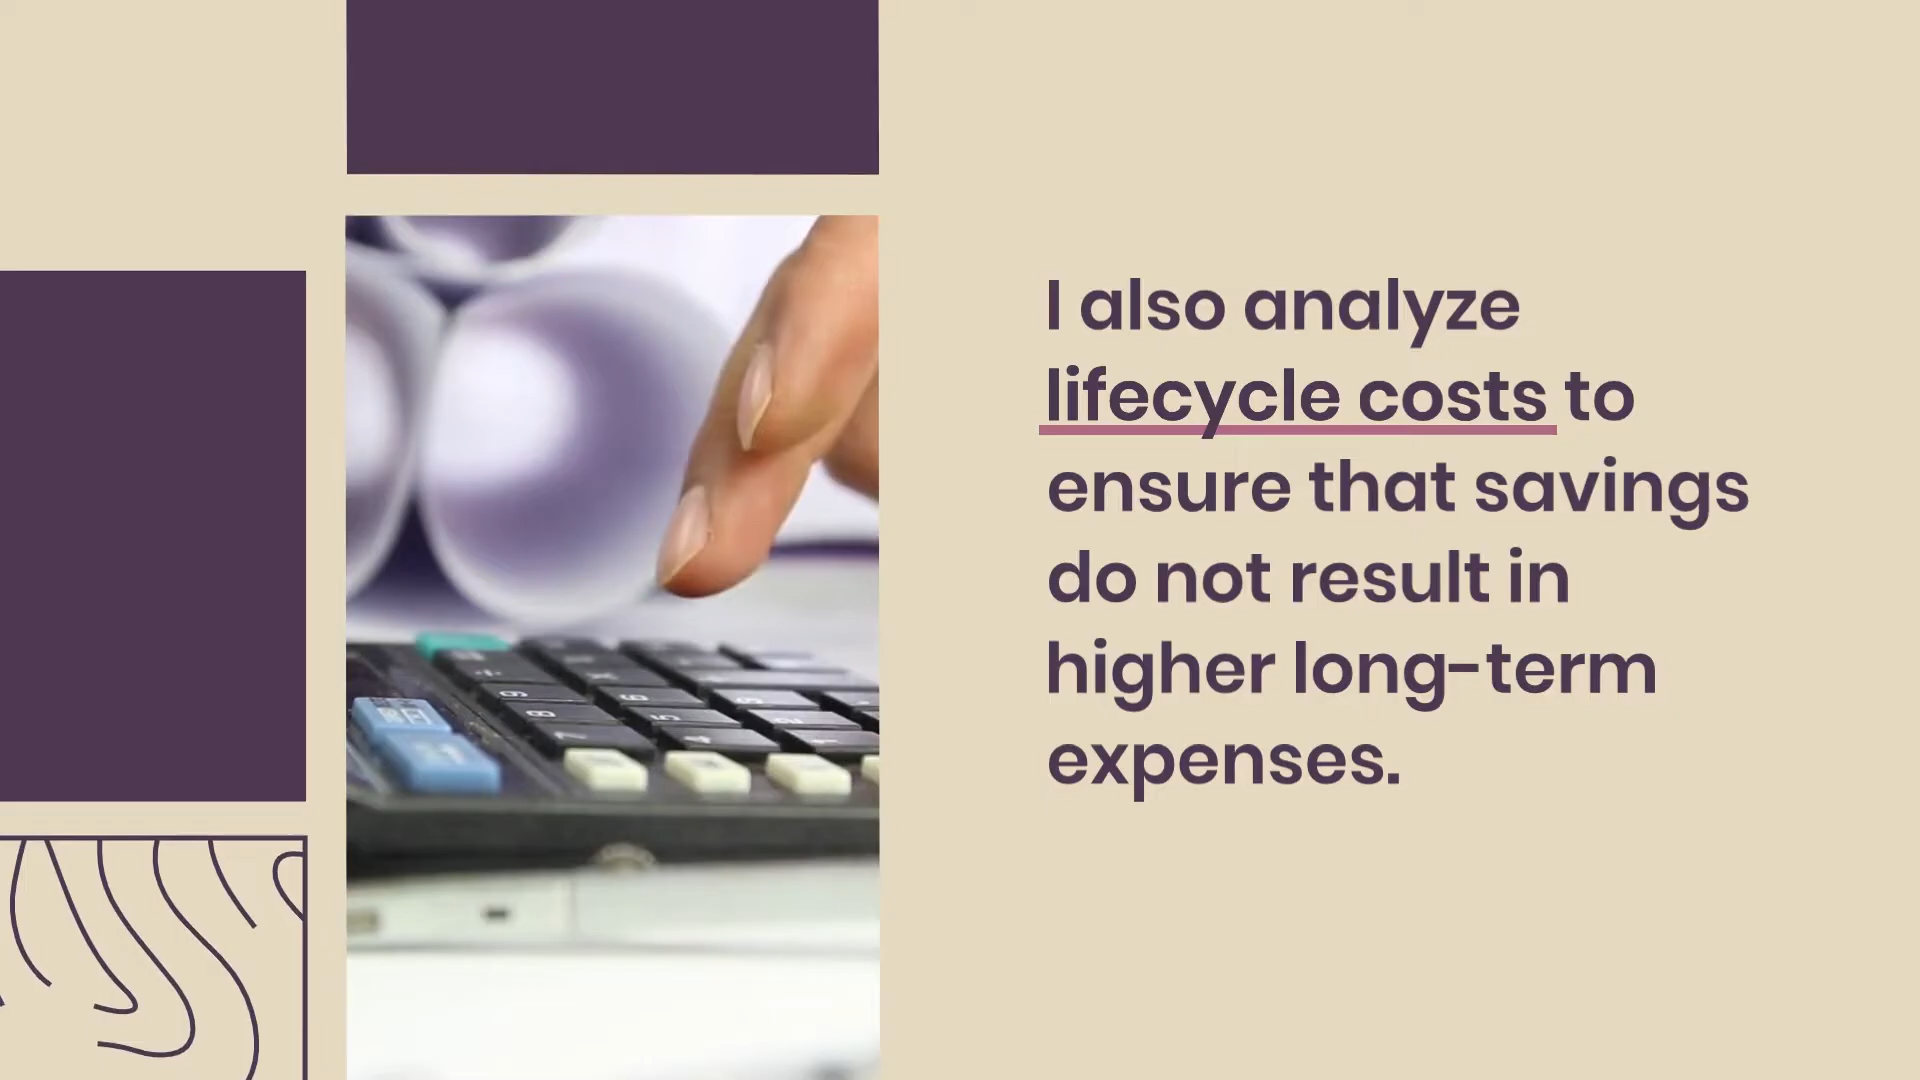 I also analyze
lifecycle costs to
ensure that savings
do not result in
higher long-term
expenses.